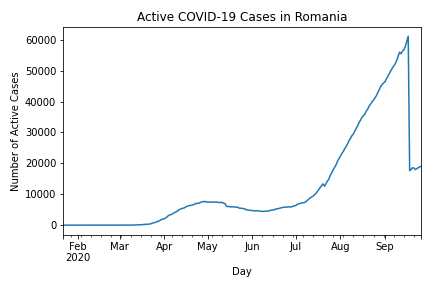 Active COVID-19 Cases in Romania
Number of Active Cases
60000
50000
40000
30000
20000
10000
0
Feb Mar Apr May Jun Jul Aug Sep
2020
Day